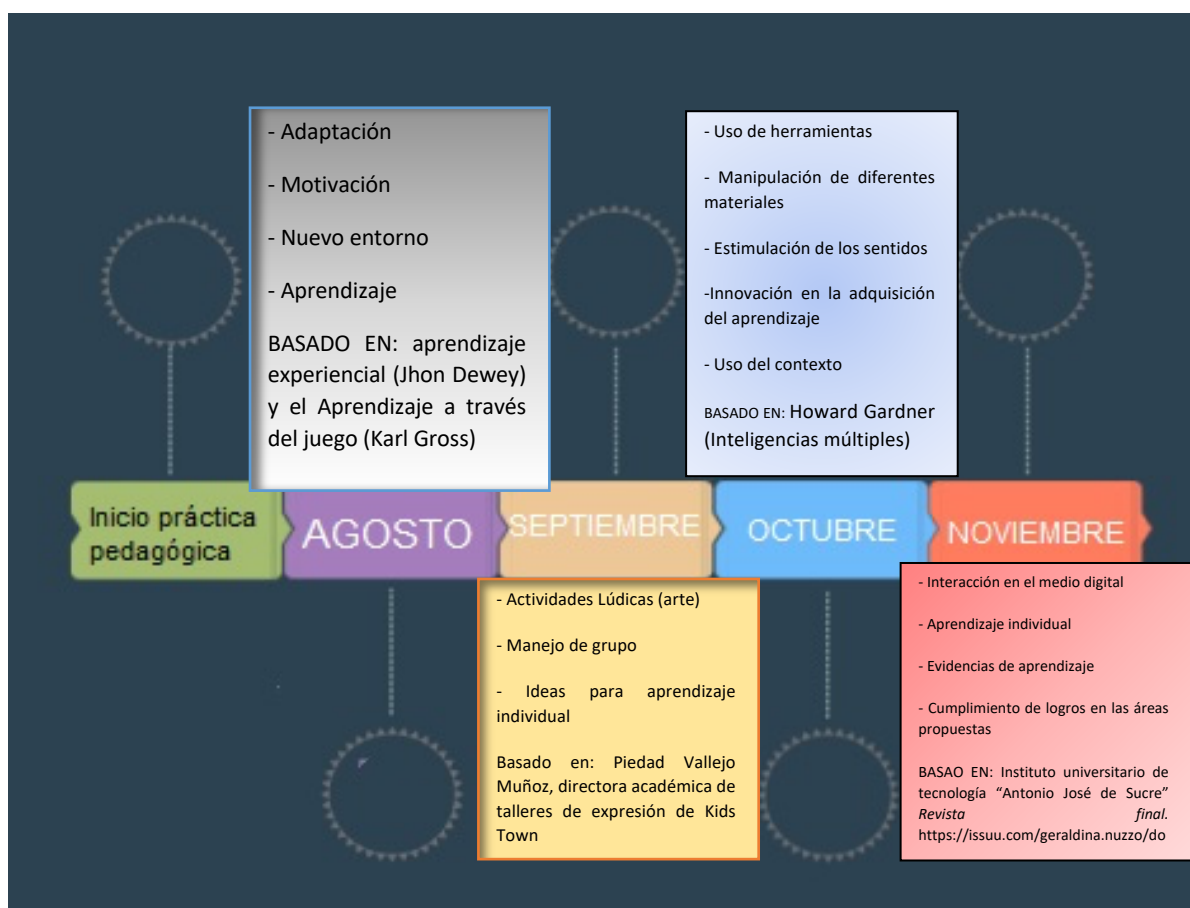 - Adaptación
- Motivación
- Nuevo entorno
- Aprendizaje
BASADO EN: aprendizaje
experiencial (Jhon Dewey)
y el Aprendizaje a través
del juego (Karl Gross)
- Uso de herramientas
- Manipulación de diferentes
materiales
- Estimulación de los sentidos
-Innovación en la adquisición
del aprendizaje
- Uso del contexto
BASADO EN: Howard Gardner
(Inteligencias múltiples)
Inicio práctica
pedagógica
AGOSTO
SEPTIEMBRE
OCTUBRE
NOVIEMBRE
- Actividades Lúdicas (arte)
- Manejo de grupo
- Ideas para aprendizaje
individual
Basado en: Piedad Vallejo
Muñoz, directora académica de
talleres de expresión de Kids
Town
- Interacción en el medio digital
- Aprendizaje individual
- Evidencias de aprendizaje
- Cumplimiento de logros en las áreas
propuestas
BASAO EN: Instituto universitario de
tecnología “Antonio José de Sucre”
Revista final.
https://issuu.com/geraldina.nuzzo/do